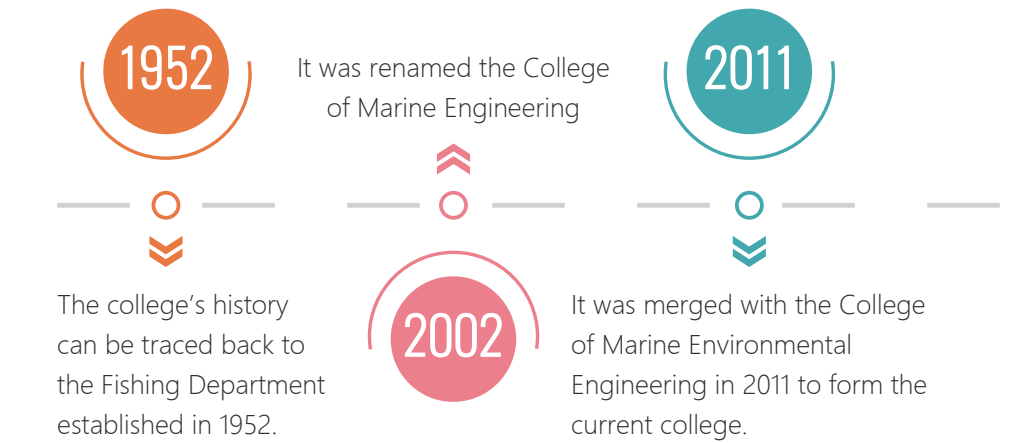 1952
The college’s history
can be traced back to
the Fishing Department
established in 1952.
It was renamed the College
of Marine Engineering
2002
2011
It was merged with the College
of Marine Environmental
Engineering in 2011 to form the
current college.